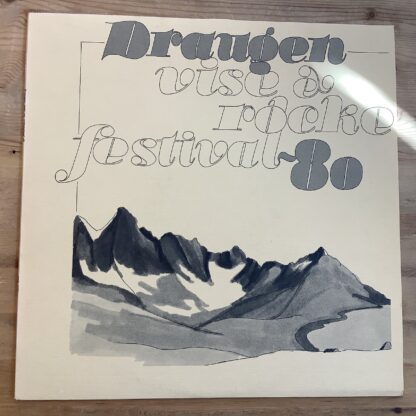 Draugen
vise &
rocke
festival-80